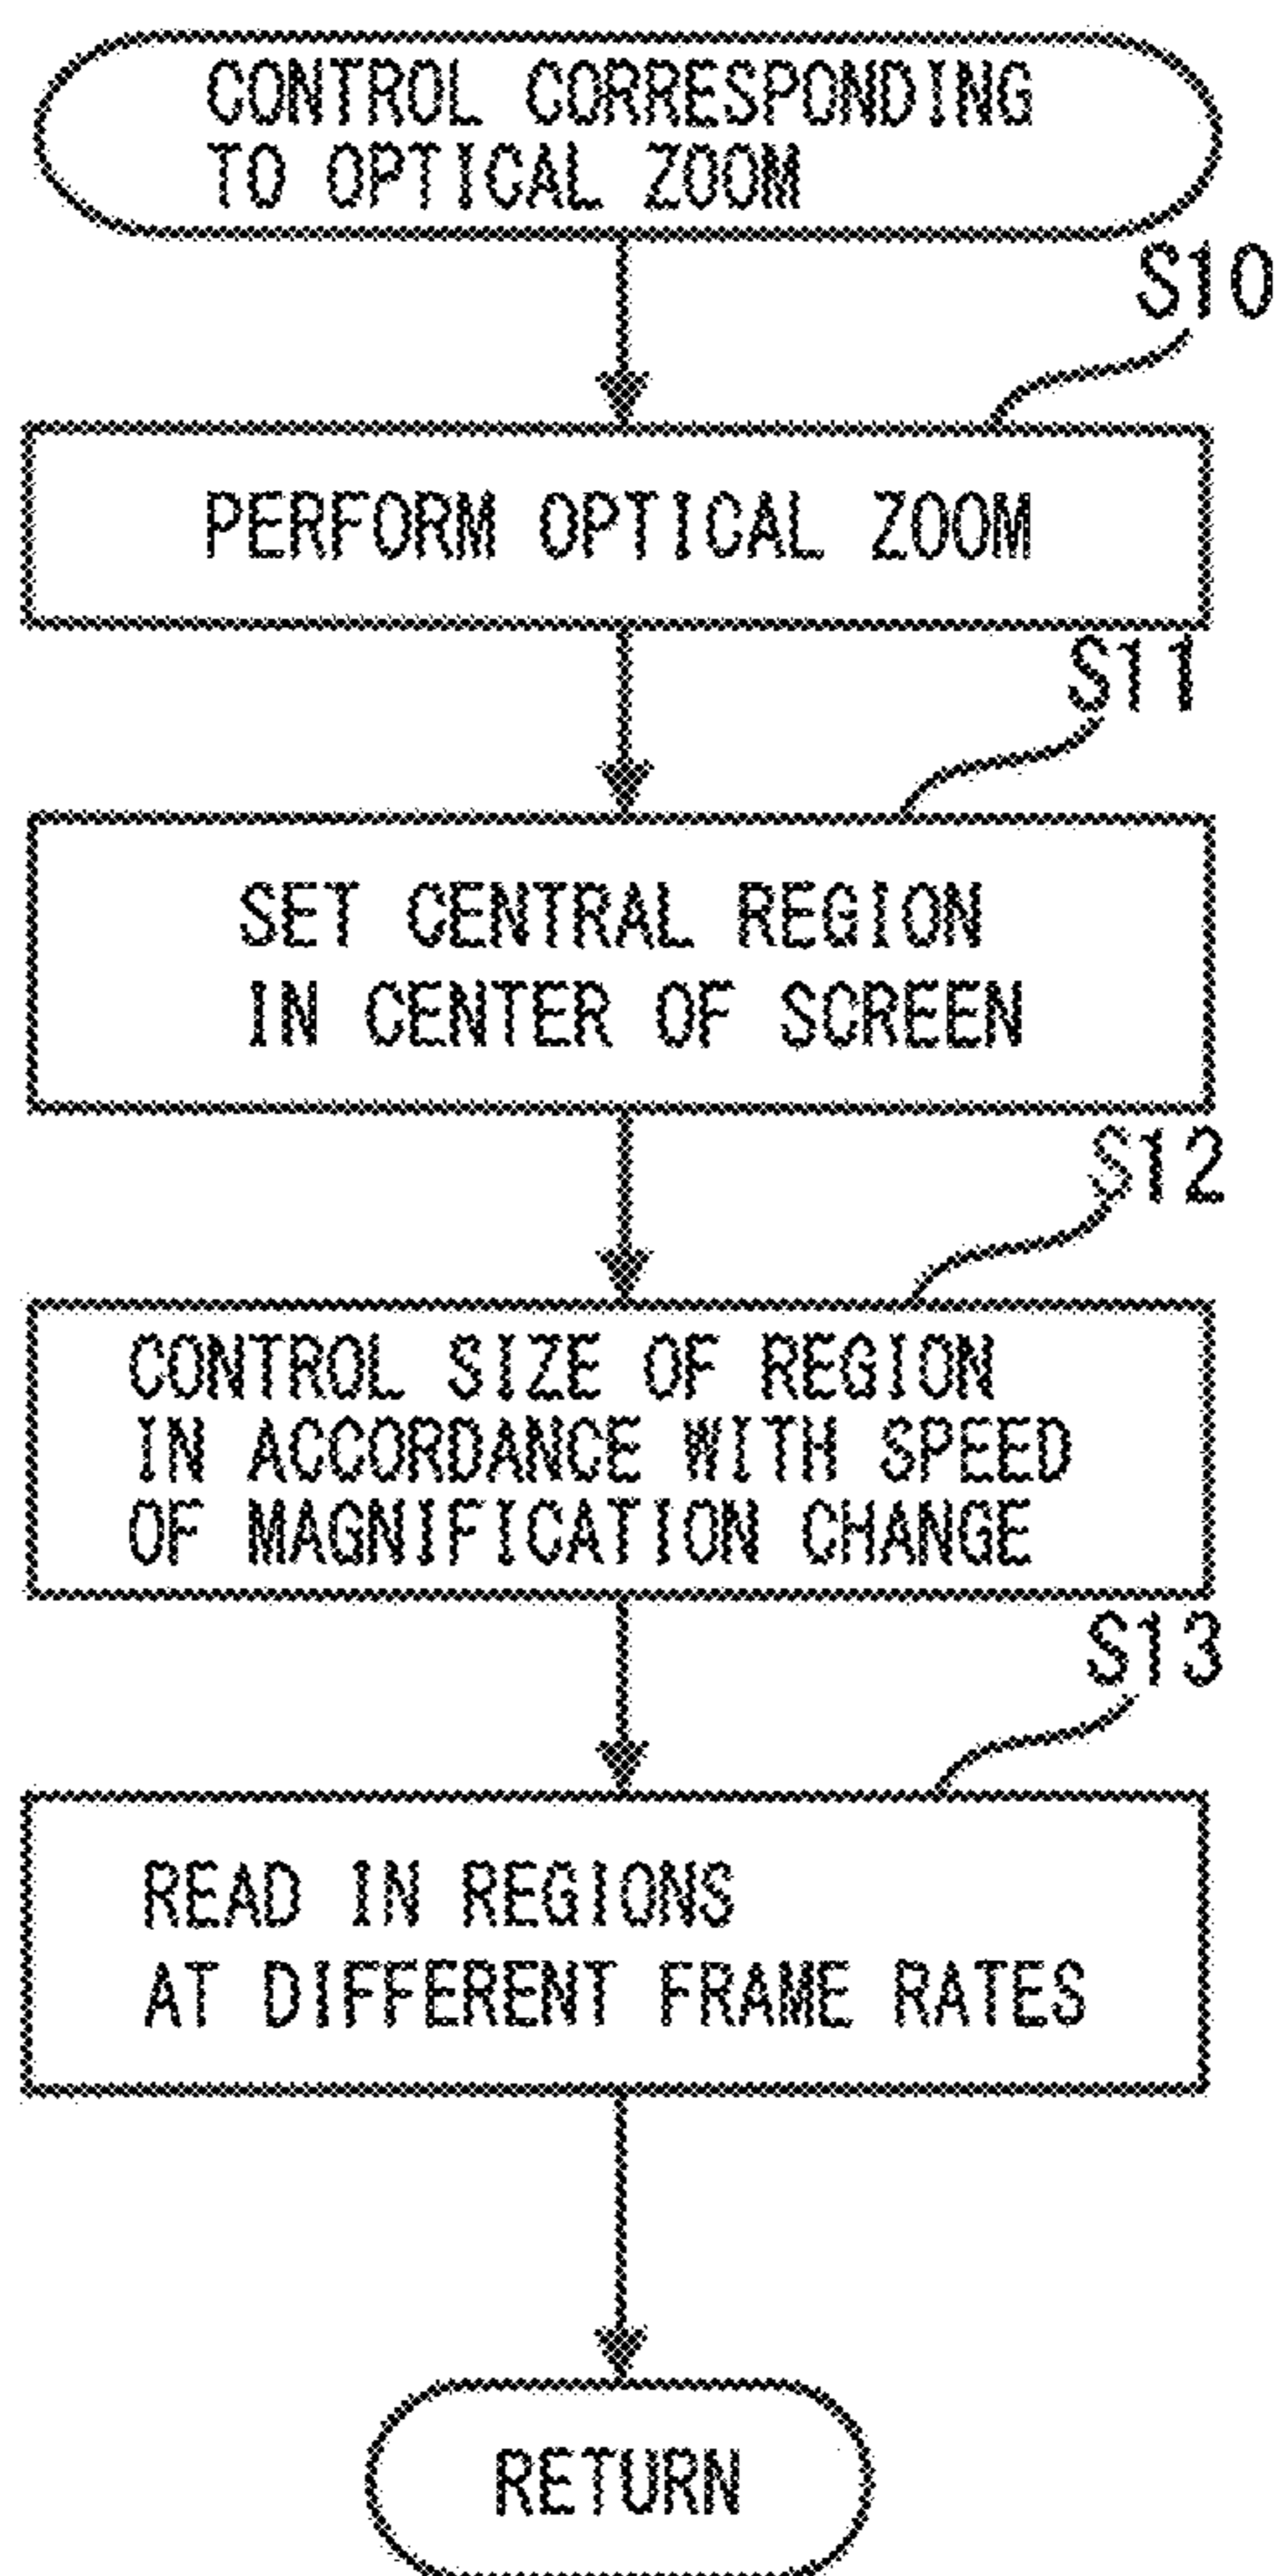 CONTROL CORRESPONDING
TO OPTICAL ZOOM
S10
PERFORM OPTICAL ZOOM
S11
SET CENTRAL REGION
IN CENTER OF SCREEN
S12
CONTROL SIZE OF REGION
IN ACCORDANCE WITH SPEED
OF MAGNIFICATION CHANGE
S13
READ IN REGIONS
AT DIFFERENT FRAME RATES
RETURN